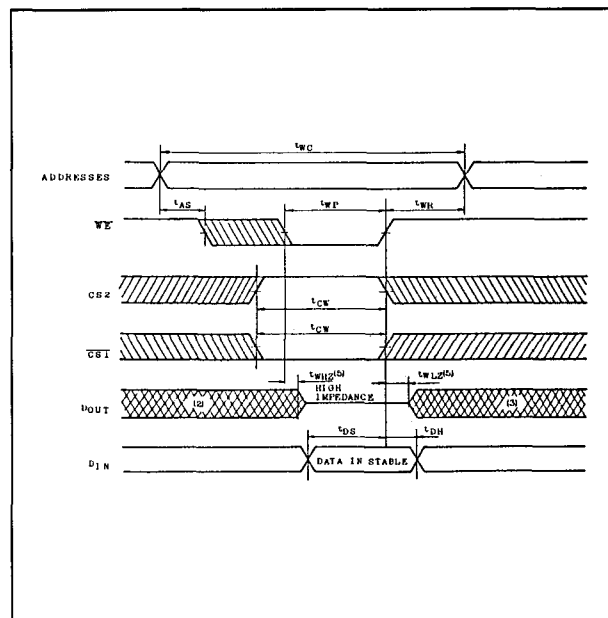 tWC
ADDRESSES
tAS
tWP
tWR
WE
CS2
tCW
tCW
CS1
tWHZ(5)
tWLZ(5)
HIGH
IMPEDANCE
DOUT
(2)
(3)
tDS
tDH
DIN
DATA IN STABLE